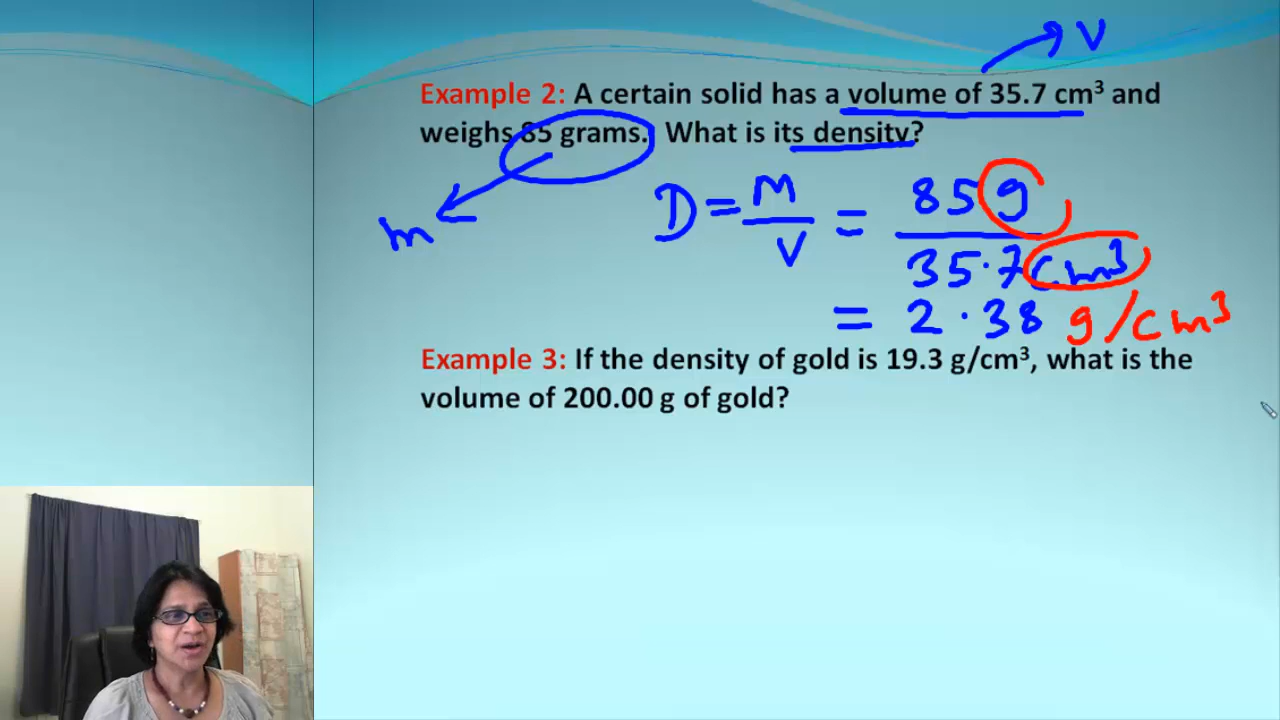 V
Example 2: A certain solid has a volume of 35.7 cm³ and
weighs 85 grams. What is its density?
m
D = M/V = 85 g/35.7 cm³
= 2.38 g/cm³
Example 3: If the density of gold is 19.3 g/cm³, what is the
volume of 200.00 g of gold?